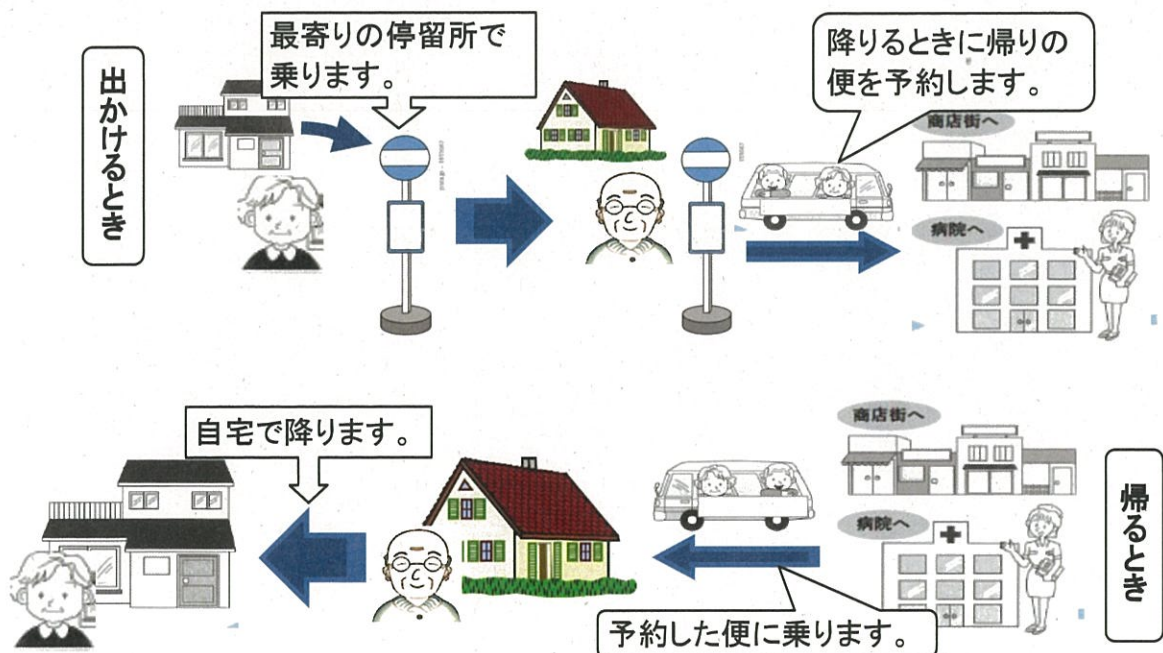 出かけるとき
最寄りの停留所で
乗ります。
降りるときに帰りの
便を予約します。
商店街へ
病院へ
自宅で降ります。
商店街へ
病院へ
帰るとき
予約した便に乗ります。